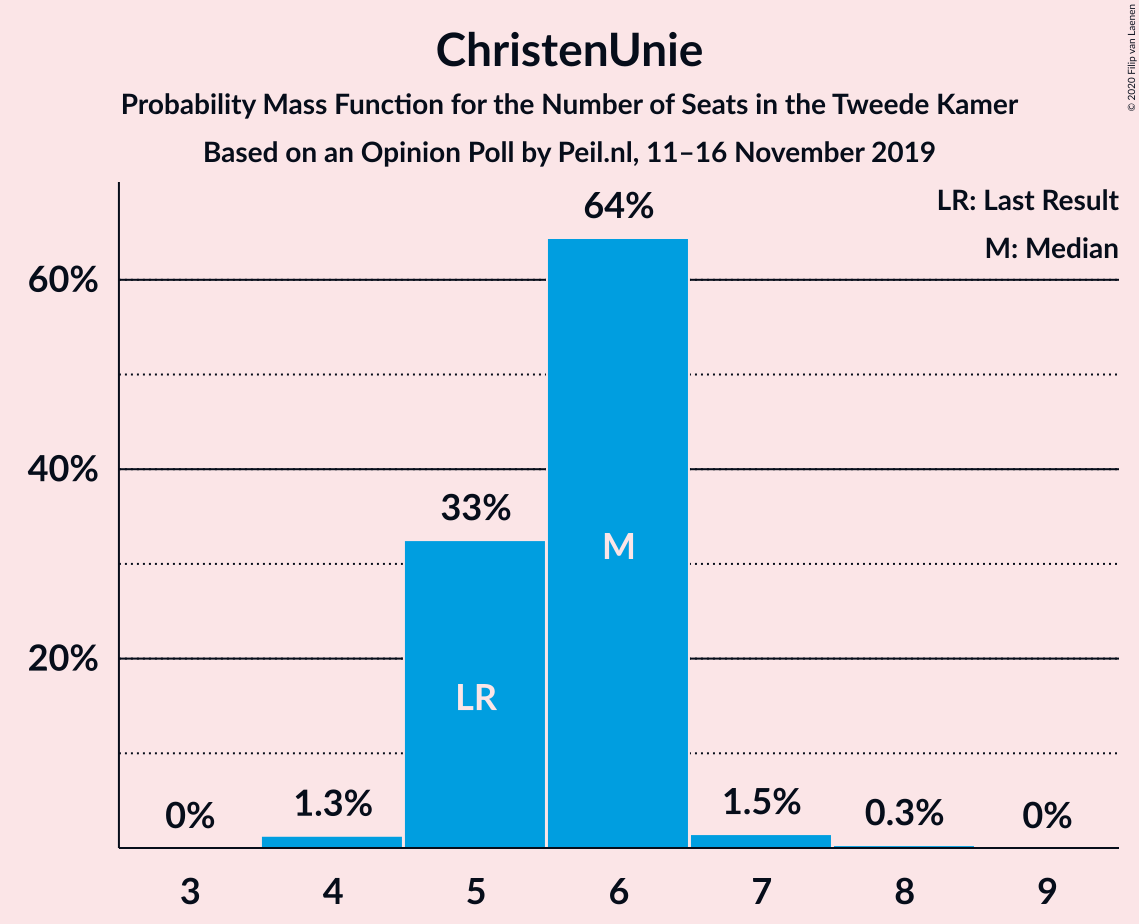 ChristenUnie
Probability Mass Function for the Number of Seats in the Tweede Kamer
Based on an Opinion Poll by Peil.nl, 11–16 November 2019
© 2020 Filip van Laenen
LR: Last Result
M: Median
60%
40%
20%
0%
1.3%
33%
64%
1.5%
0.3%
0%
LR
M
3
4
5
6
7
8
9